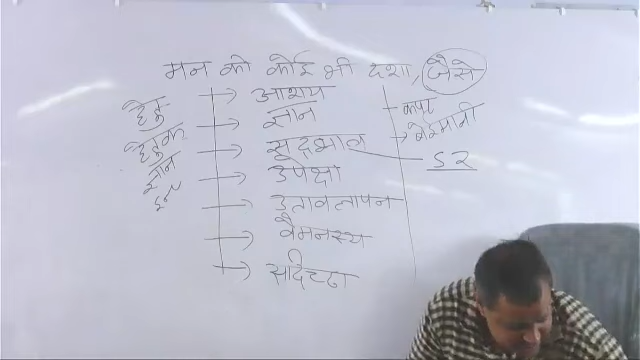 मन की कोई भी दशा, जैसे
आशय
ज्ञान
सद्भाव
उपेक्षा
उतावलापन
वैमनस्य
सदिच्छा
कपट
बेईमानी
52
हेतु
हेतुक
ज्ञान